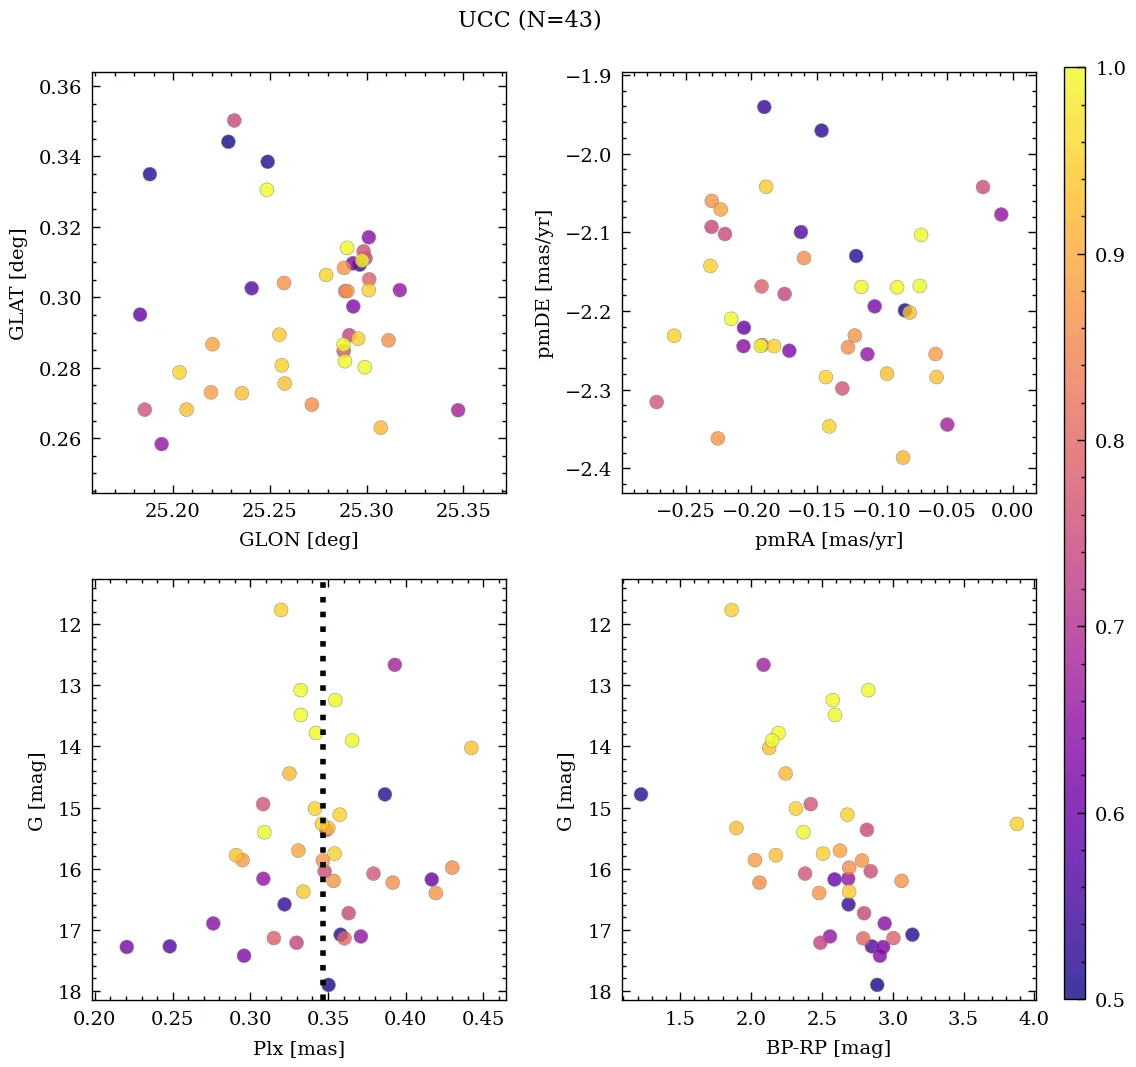 UCC (N=43)
0.36
0.34
0.32
0.30
0.28
0.26
GLAT [deg]
25.20 25.25 25.30 25.35
GLON [deg]
−1.9
−2.0
−2.1
−2.2
−2.3
−2.4
pmDE [mas/yr]
−0.25 −0.20 −0.15 −0.10 −0.05 0.00
pmRA [mas/yr]
12
13
14
15
16
17
18
G [mag]
0.20 0.25 0.30 0.35 0.40 0.45
Plx [mas]
12
13
14
15
16
17
18
G [mag]
1.5 2.0 2.5 3.0 3.5 4.0
BP-RP [mag]
1.0
0.9
0.8
0.7
0.6
0.5